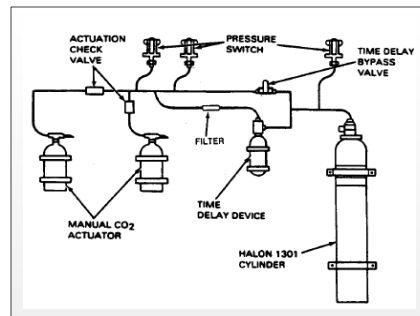 ACTUATION
CHECK
VALVE
PRESSURE
SWITCH
TIME DELAY
BYPASS
VALVE
FILTER
MANUAL CO2
ACTUATOR
TIME
DELAY DEVICE
HALON 1301
CYLINDER